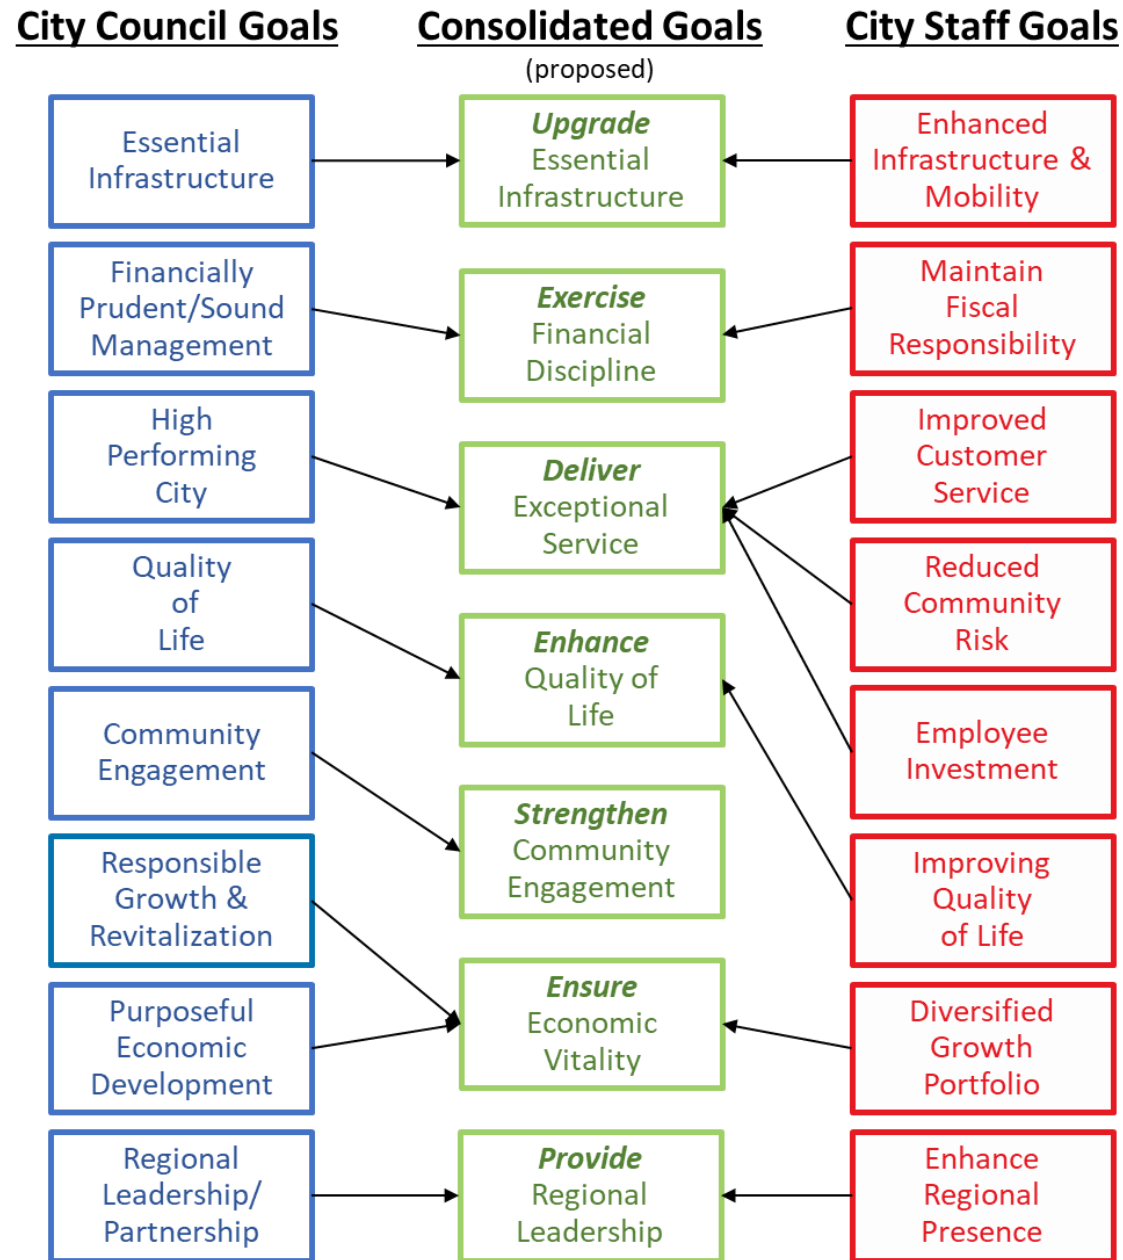 City Council Goals
Consolidated Goals
(proposed)
City Staff Goals
Essential
Infrastructure
Financially
Prudent/Sound
Management
High
Performing
City
Quality
of
Life
Community
Engagement
Responsible
Growth &
Revitalization
Purposeful
Economic
Development
Regional
Leadership/
Partnership
Upgrade
Essential
Infrastructure
Exercise
Financial
Discipline
Deliver
Exceptional
Service
Enhance
Quality of
Life
Strengthen
Community
Engagement
Ensure
Economic
Vitality
Provide
Regional
Leadership
Enhanced
Infrastructure &
Mobility
Maintain
Fiscal
Responsibility
Improved
Customer
Service
Reduced
Community
Risk
Employee
Investment
Improving
Quality
of Life
Diversified
Growth
Portfolio
Enhance
Regional
Presence